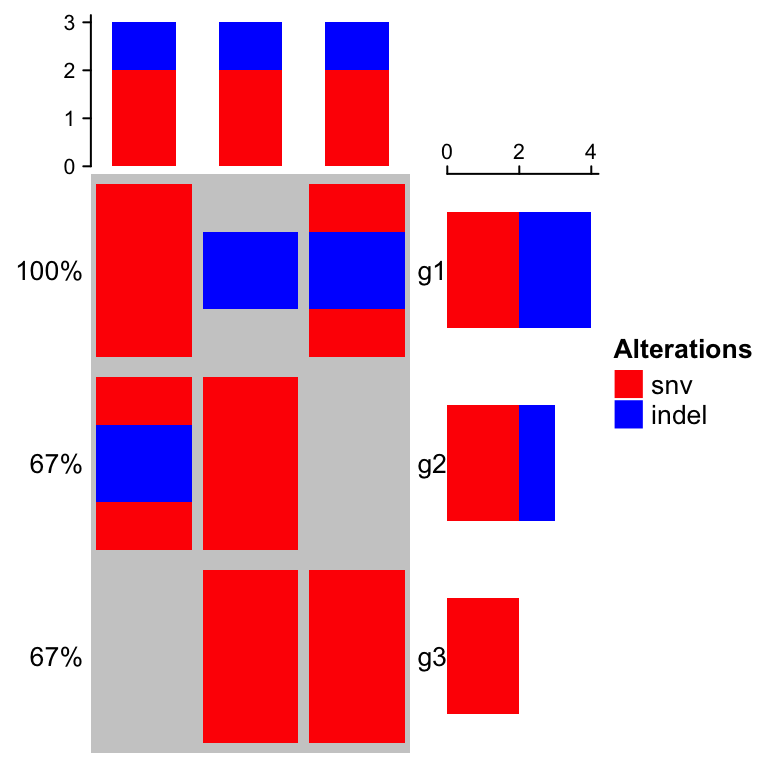 3
2
1
0
0 2 4
100% g1
Alterations
snv
indel
67% g2
67% g3